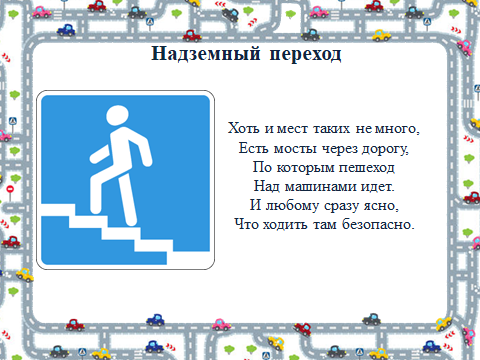 Надземный переход
Хоть и мест таких не много,
Есть мосты через дорогу,
По которым пешеход
Над машинами идет.
И любому сразу ясно,
Что ходить там безопасно.